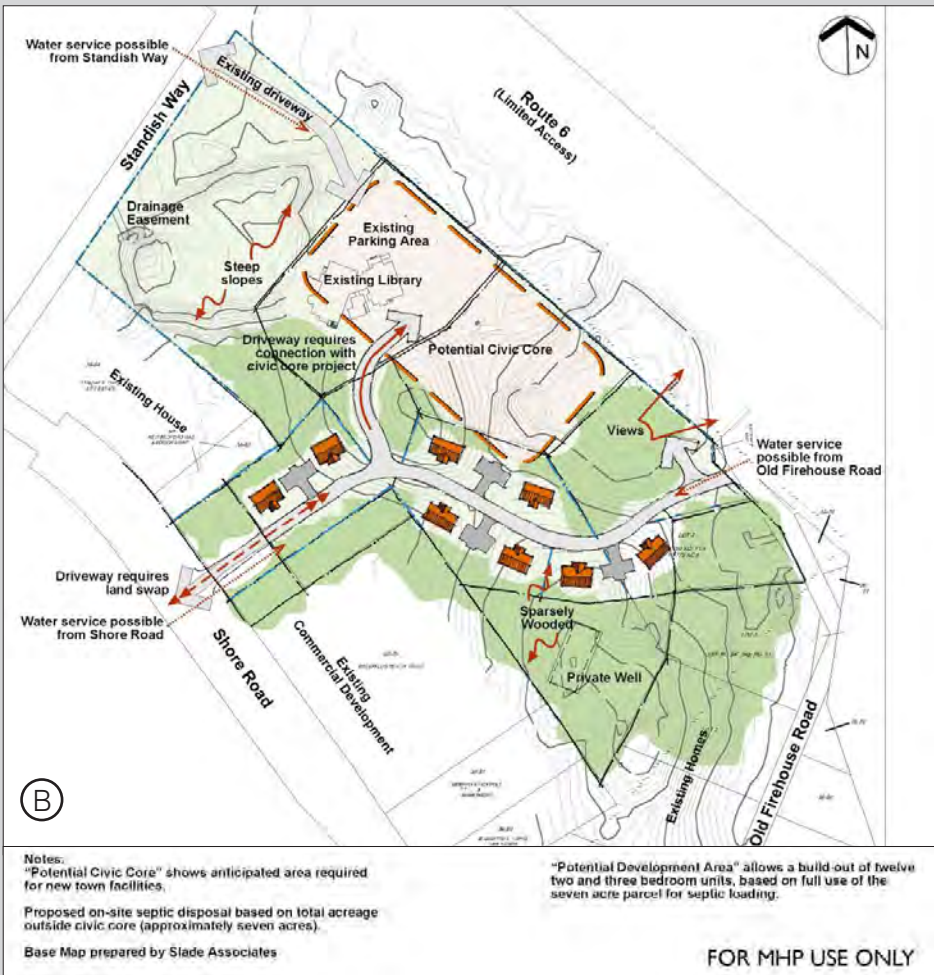 Water service possible
from Standish Way
N
Existing driveway
Route 6
(Limited Access)
Standish Way
Drainage
Easement
Existing
Parking Area
Steep
slopes
Existing Library
Driveway requires
connection with
civic core project
Potential Civic Core
Existing House
Views
Water service
possible from
Old Firehouse Road
Driveway requires
land swap
Water service possible
from Shore Road
Sparsely
Wooded
Private Well
Shore Road
Existing
Commercial Development
Existing Homes
Old Firehouse Road
B
Notes:
"Potential Civic Core" shows anticipated area required
for new town facilities.
Proposed on-site septic disposal based on total acreage
outside civic core (approximately seven acres).
Base Map prepared by Slade Associates
"Potential Development Area" allows a build-out of twelve
two and three bedroom units, based on full use of the
seven acre parcel for septic loading.
FOR MHP USE ONLY